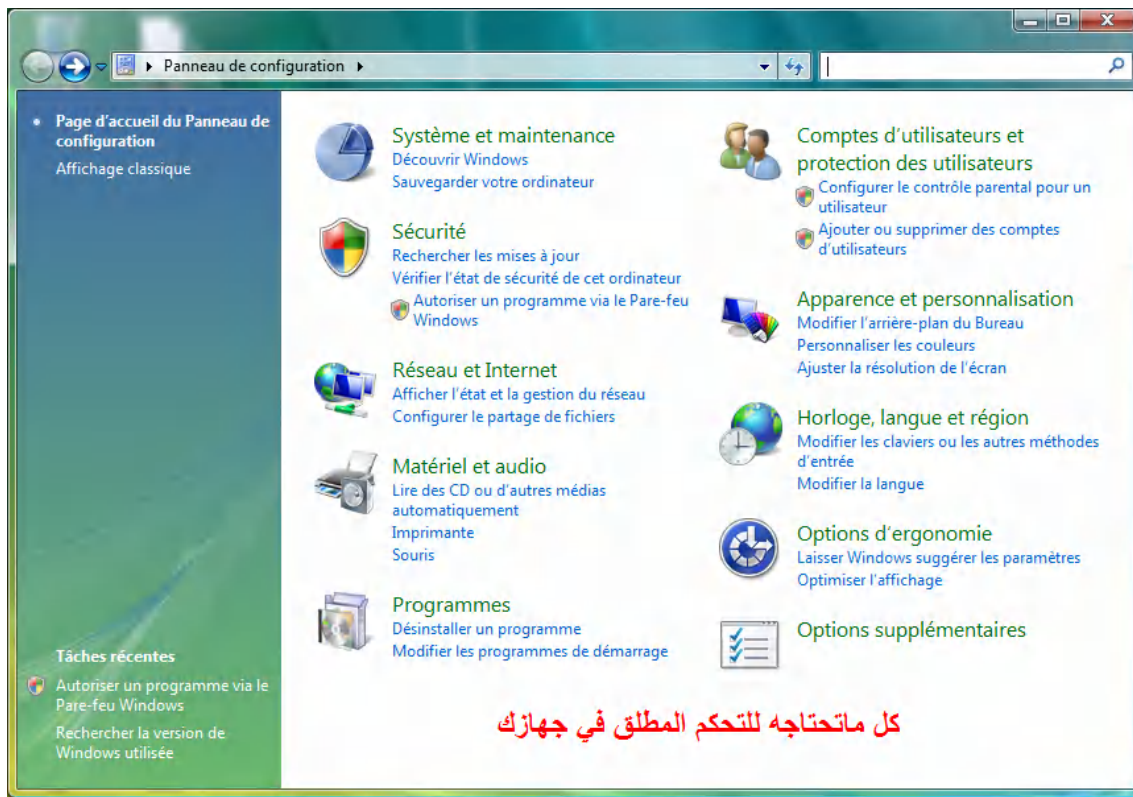 Panneau de configuration
Page d'accueil du Panneau de
configuration
Affichage classique
Système et maintenance
Découvrir Windows
Sauvegarder votre ordinateur
Sécurité
Rechercher les mises à jour
Vérifier l'état de sécurité de cet ordinateur
Autoriser un programme via le Pare-feu
Windows
Réseau et Internet
Afficher l'état et la gestion du réseau
Configurer le partage de fichiers
Matériel et audio
Lire des CD ou d'autres médias
automatiquement
Imprimante
Souris
Programmes
Désinstaller un programme
Modifier les programmes de démarrage
Comptes d'utilisateurs et
protection des utilisateurs
Configurer le contrôle parental pour un
utilisateur
Ajouter ou supprimer des comptes
d'utilisateurs
Apparence et personnalisation
Modifier l'arrière-plan du Bureau
Personnaliser les couleurs
Ajuster la résolution de l'écran
Horloge, langue et région
Modifier les claviers ou les autres méthodes
d'entrée
Modifier la langue
Options d'ergonomie
Laisser Windows suggérer les paramètres
Optimiser l'affichage
Options supplémentaires
Tâches récentes
Autoriser un programme via le
Pare-feu Windows
Rechercher la version de
Windows utilisée
كل ماتحتاجه للتحكم المطلق في جهازك